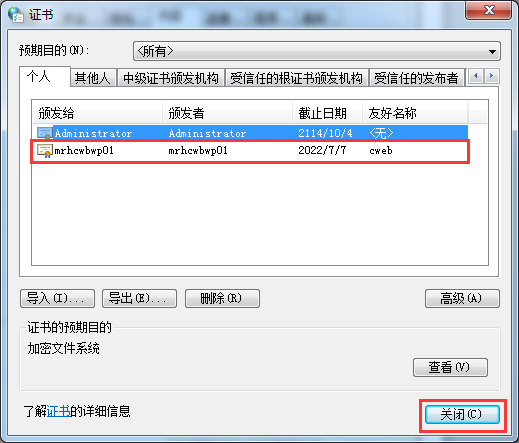 证书
预期目的(N):
<所有>
个人 其他人 中级证书颁发机构 受信任的根证书颁发机构 受信任的发布者
颁发给 颁发者 截止日期 友好名称
Administrator Administrator 2114/10/4 <无>
mrhcwbwp01 mrhcwbwp01 2022/7/7 cweb
导入(I)... 导出(E)... 删除(R) 高级(A)
证书的预期目的
加密文件系统
查看(V)
了解证书的详细信息
关闭(C)